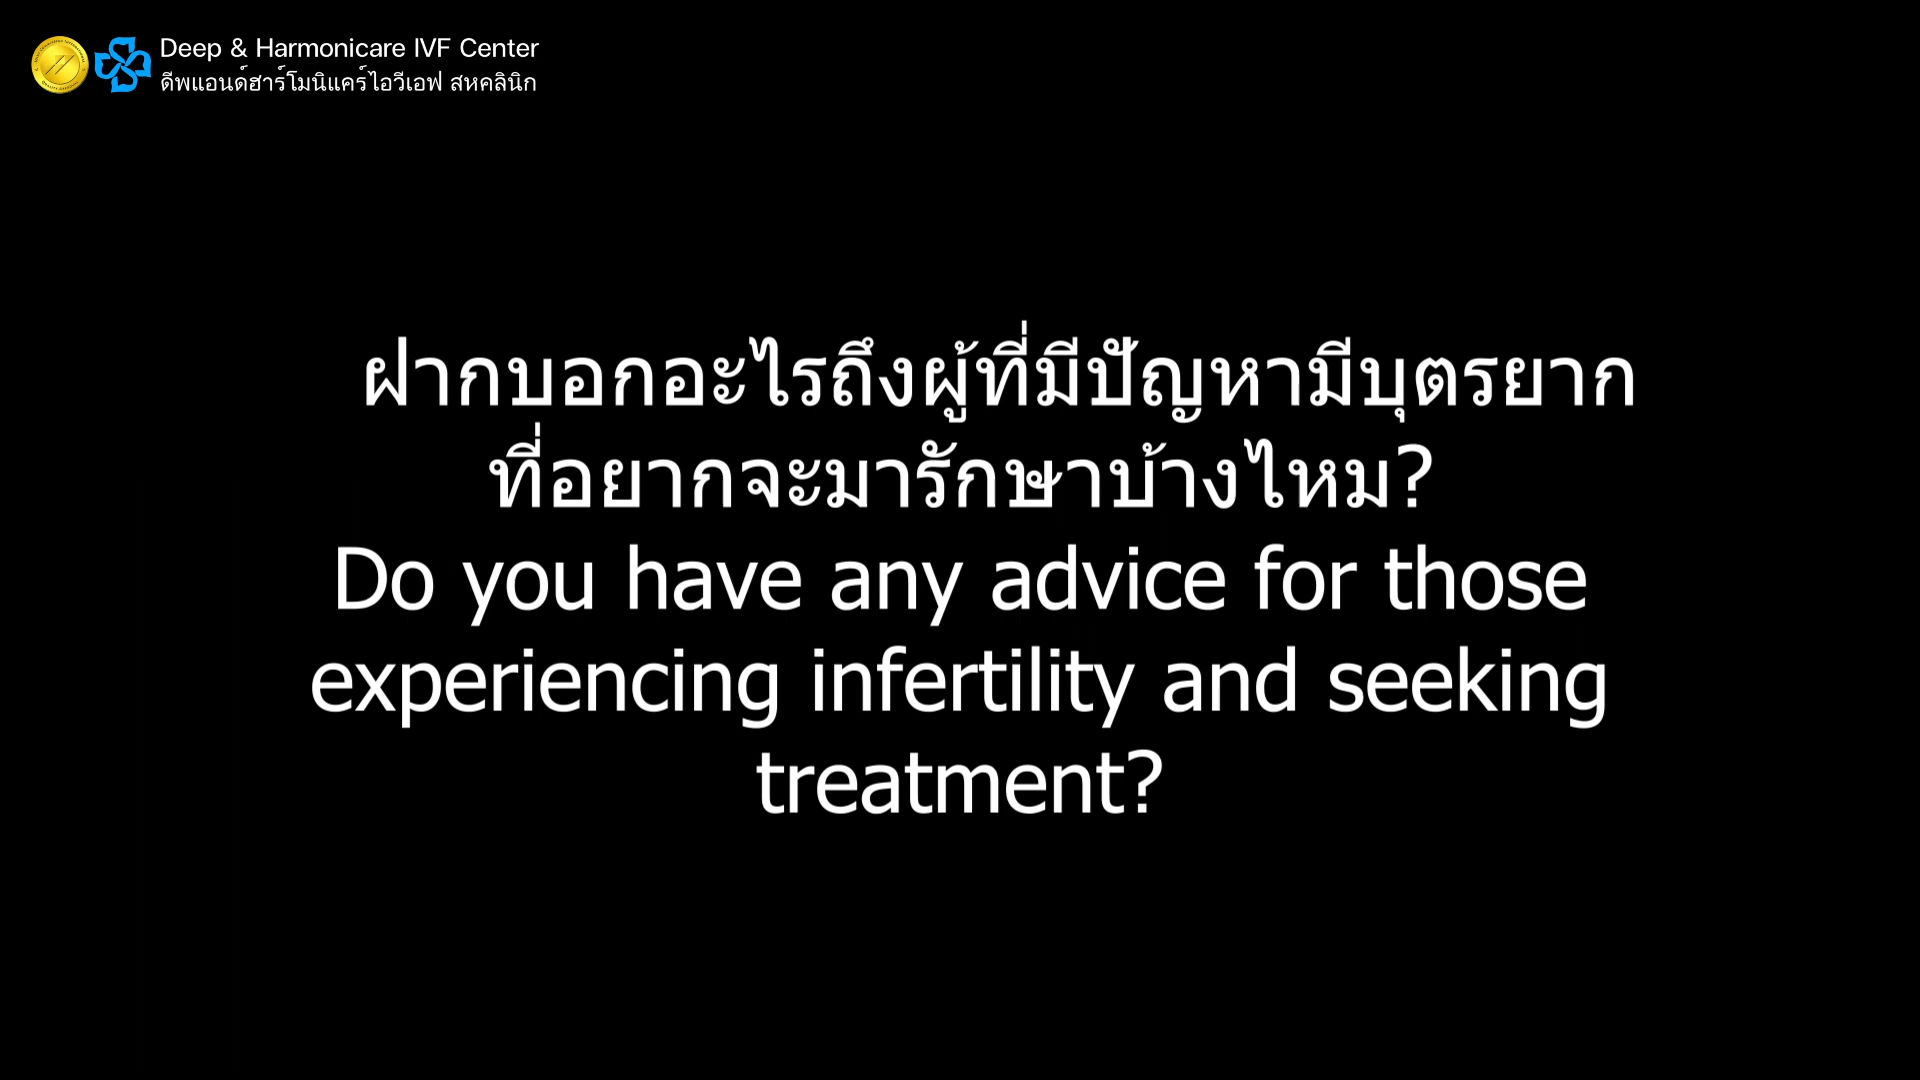 Deep & Harmonicare IVF Center
ดีพแอนด์ฮาร์โมนิแคร์ไอวีเอฟ สหคลินิก
ฝากบอกอะไรถึงผู้ที่มีปัญหามีบุตรยาก
ที่อยากจะมารักษาบ้างไหม?
Do you have any advice for those
experiencing infertility and seeking
treatment?